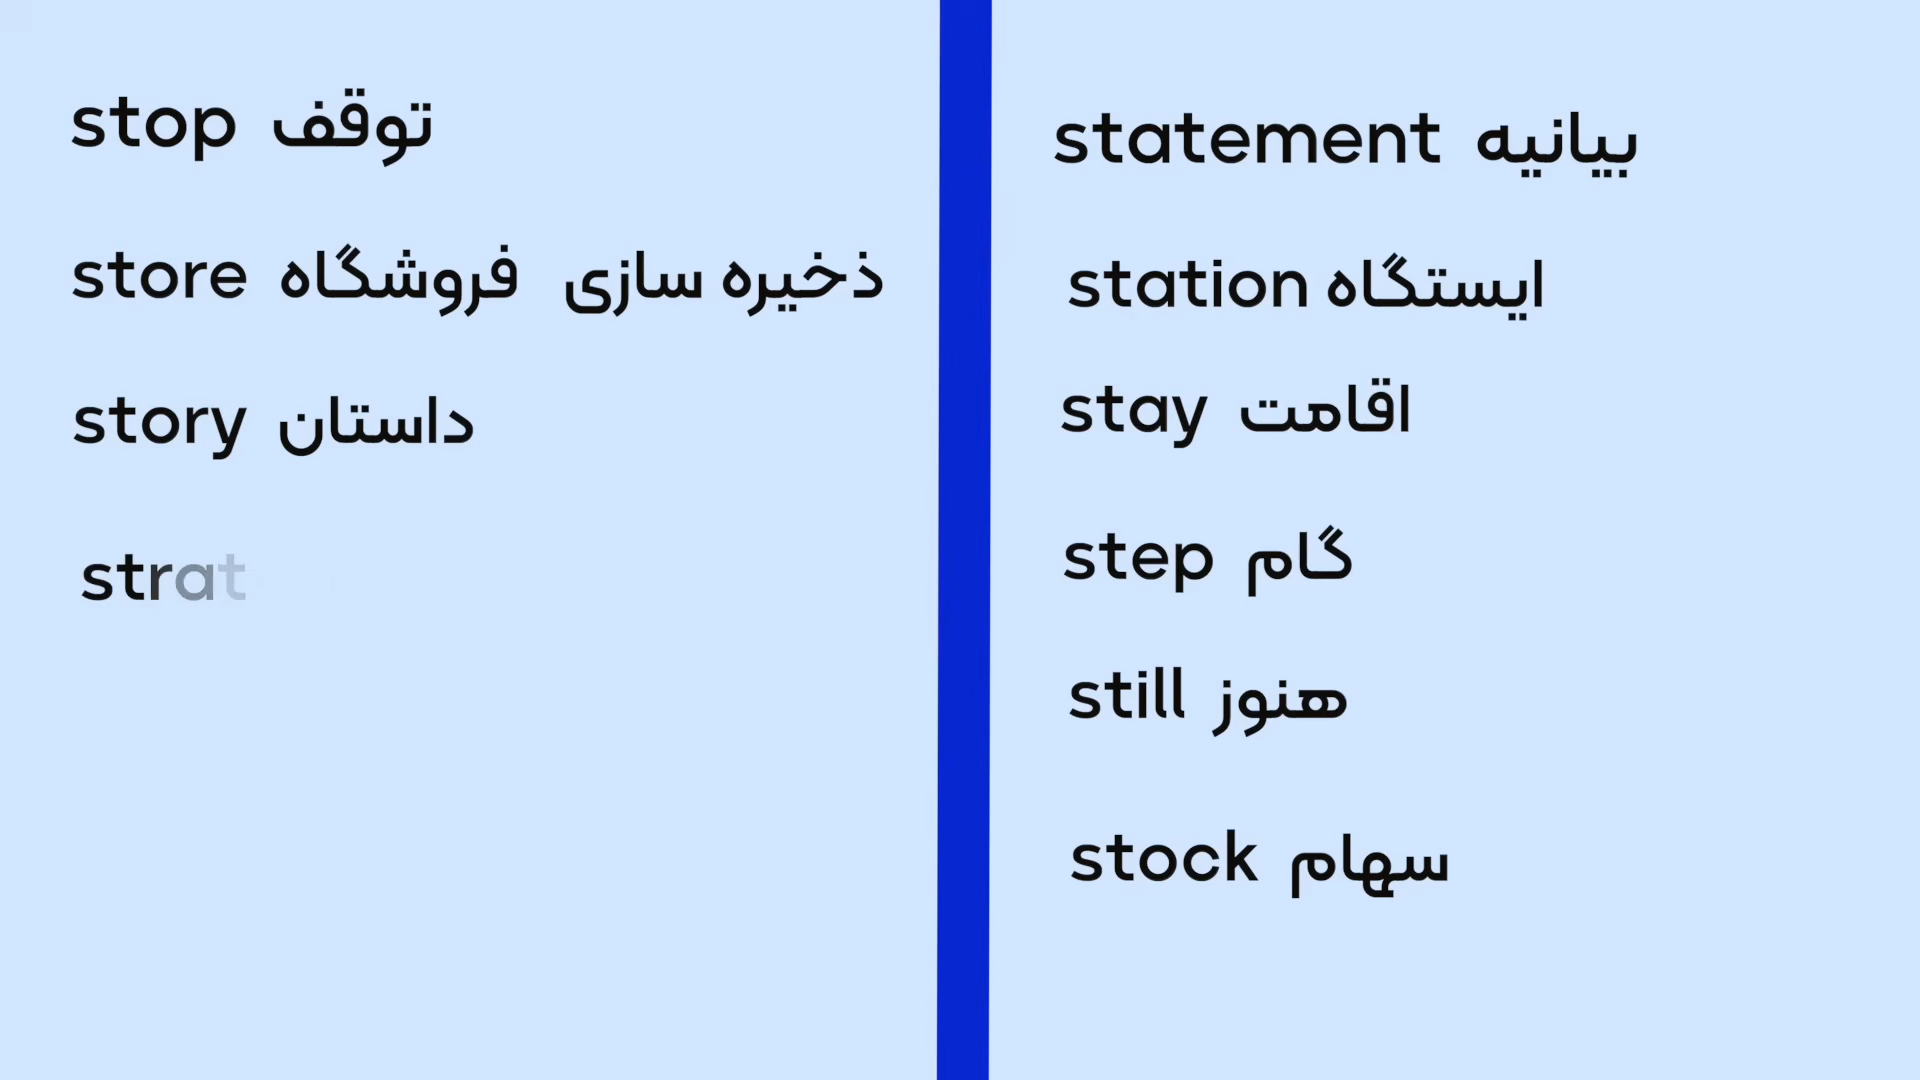 stop توقف
store فروشگاه ذخیره سازی
story داستان
strat
statement بیانیه
station ایستگاه
stay اقامت
step گام
still هنوز
stock سهام